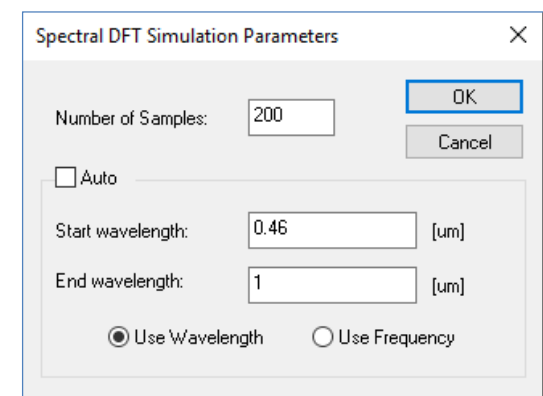 Spectral DFT Simulation Parameters
Number of Samples: 200
OK
Cancel
Auto
Start wavelength: 0.46 [um]
End wavelength: 1 [um]
Use Wavelength Use Frequency